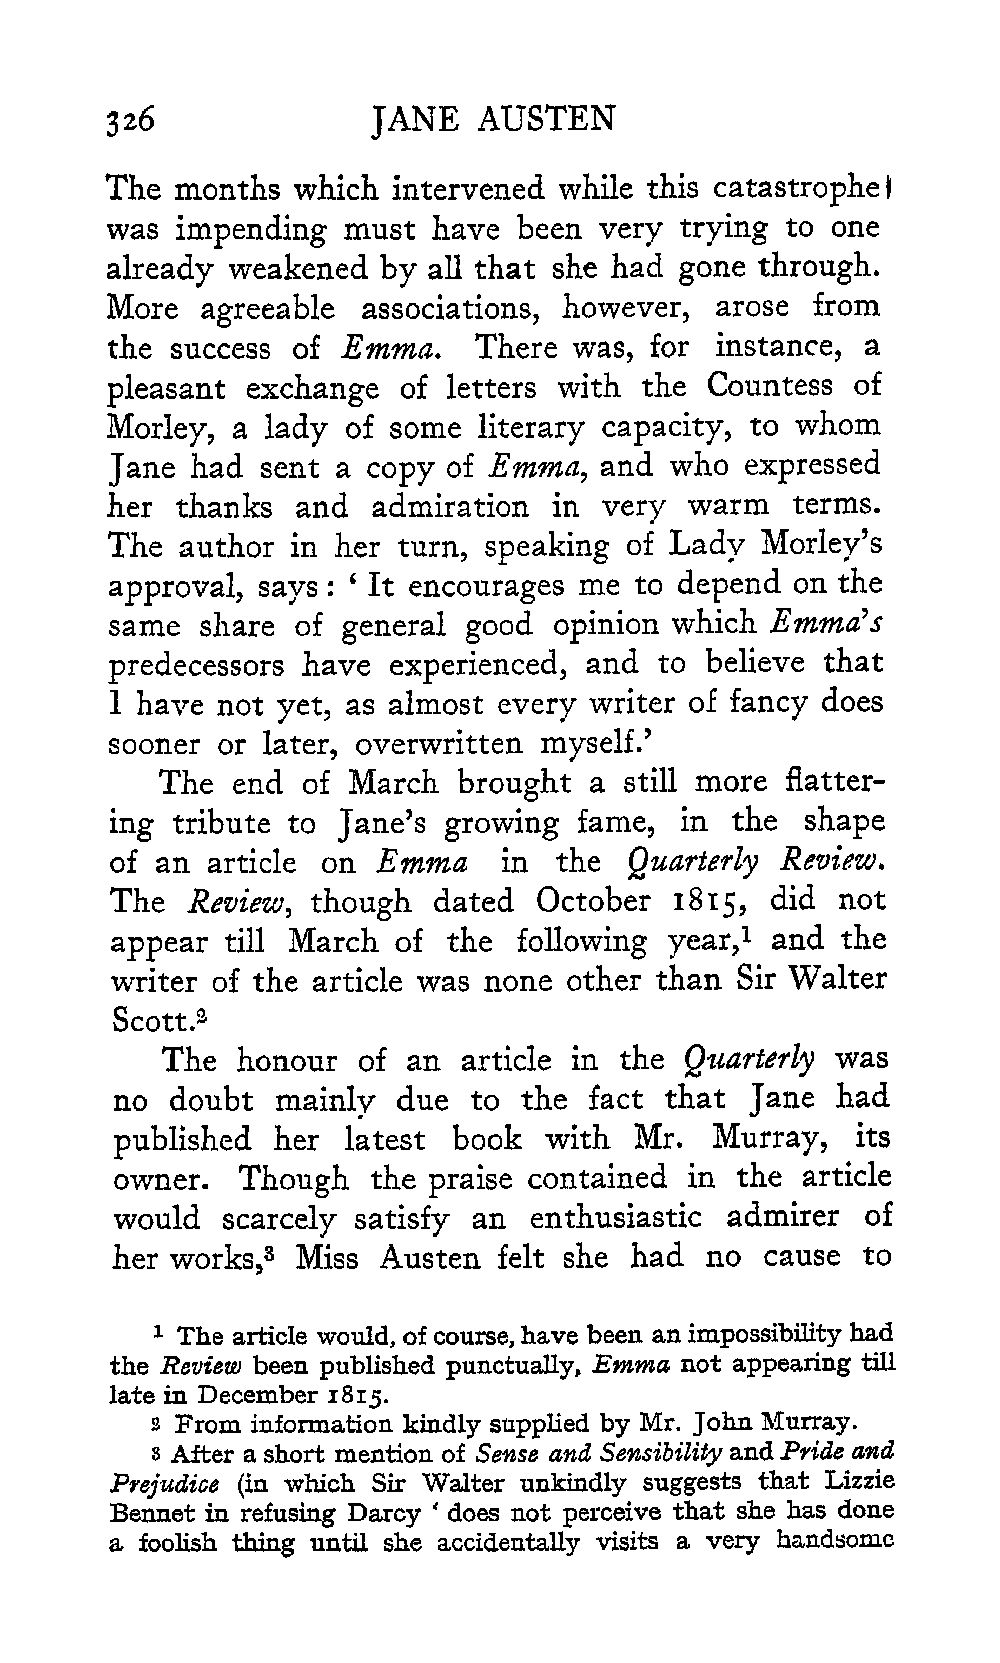 326 JANE AUSTEN
The months which intervened while this catastrophe
was impending must have been very trying to one
already weakened by all that she had gone through.
More agreeable associations, however, arose from
the success of Emma. There was, for instance, a
pleasant exchange of letters with the Countess of
Morley, a lady of some literary capacity, to whom
Jane had sent a copy of Emma, and who expressed
her thanks and admiration in very warm terms.
The author in her turn, speaking of Lady Morley's
approval, says: ' It encourages me to depend on the
same share of general good opinion which Emma's
predecessors have experienced, and to believe that
I have not yet, as almost every writer of fancy does
sooner or later, overwritten myself.'
The end of March brought a still more flatter-
ing tribute to Jane's growing fame, in the shape
of an article on Emma in the Quarterly Review.
The Review, though dated October 1815, did not
appear till March of the following year,¹ and the
writer of the article was none other than Sir Walter
Scott.²
The honour of an article in the Quarterly was
no doubt mainly due to the fact that Jane had
published her latest book with Mr. Murray, its
owner. Though the praise contained in the article
would scarcely satisfy an enthusiastic admirer of
her works,³ Miss Austen felt she had no cause to
¹ The article would, of course, have been an impossibility had
the Review been published punctually, Emma not appearing till
late in December 1815.
² From information kindly supplied by Mr. John Murray.
³ After a short mention of Sense and Sensibility and Pride and
Prejudice (in which Sir Walter unkindly suggests that Lizzie
Bennet in refusing Darcy ' does not perceive that she has done
a foolish thing until she accidentally visits a very handsome